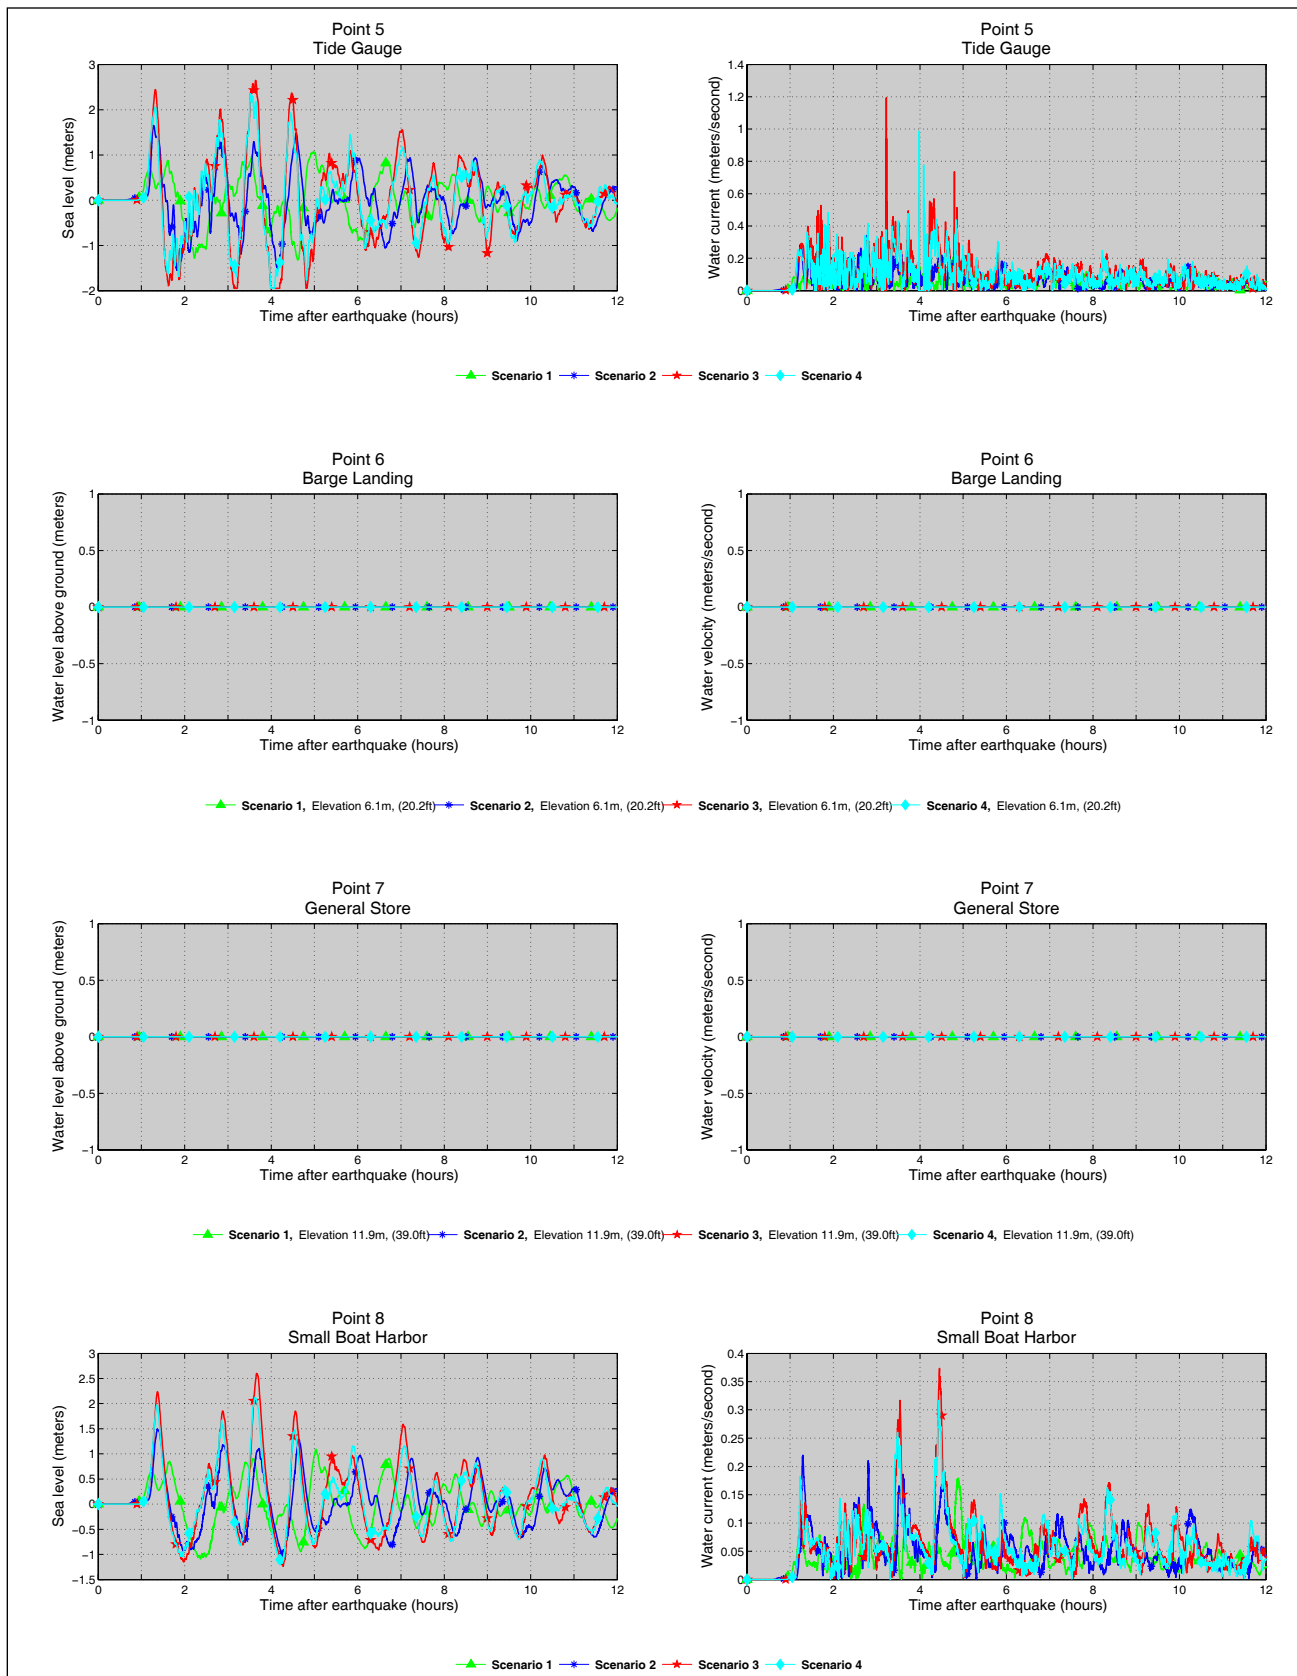 Point 5
Tide Gauge
3
2
1
0
−1
−2
Sea level (meters)
0 2 4 6 8 10 12
Time after earthquake (hours)
Point 5
Tide Gauge
1.4
1.2
1
0.8
0.6
0.4
0.2
0
Water current (meters/second)
0 2 4 6 8 10 12
Time after earthquake (hours)
Scenario 1 Scenario 2 Scenario 3 Scenario 4
Point 6
Barge Landing
1
0.5
0
−0.5
−1
Water level above ground (meters)
0 2 4 6 8 10 12
Time after earthquake (hours)
Point 6
Barge Landing
1
0.5
0
−0.5
−1
Water velocity (meters/second)
0 2 4 6 8 10 12
Time after earthquake (hours)
Scenario 1, Elevation 6.1m, (20.2ft) Scenario 2, Elevation 6.1m, (20.2ft) Scenario 3, Elevation 6.1m, (20.2ft) Scenario 4, Elevation 6.1m, (20.2ft)
Point 7
General Store
1
0.5
0
−0.5
−1
Water level above ground (meters)
0 2 4 6 8 10 12
Time after earthquake (hours)
Point 7
General Store
1
0.5
0
−0.5
−1
Water velocity (meters/second)
0 2 4 6 8 10 12
Time after earthquake (hours)
Scenario 1, Elevation 11.9m, (39.0ft) Scenario 2, Elevation 11.9m, (39.0ft) Scenario 3, Elevation 11.9m, (39.0ft) Scenario 4, Elevation 11.9m, (39.0ft)
Point 8
Small Boat Harbor
3
2.5
2
1.5
1
0.5
0
−0.5
−1
−1.5
Sea level (meters)
0 2 4 6 8 10 12
Time after earthquake (hours)
Point 8
Small Boat Harbor
0.4
0.35
0.3
0.25
0.2
0.15
0.1
0.05
0
Water current (meters/second)
0 2 4 6 8 10 12
Time after earthquake (hours)
Scenario 1 Scenario 2 Scenario 3 Scenario 4